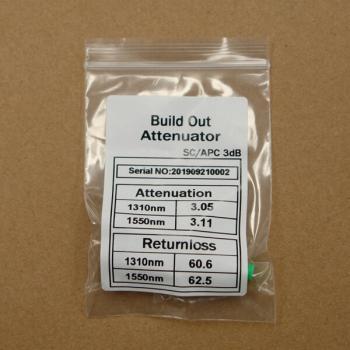 Build Out
Attenuator
SC/APC 3dB
Serial NO:201909210002
Attenuation
1310nm 3.05
1550nm 3.11
Returnloss
1310nm 60.6
1550nm 62.5